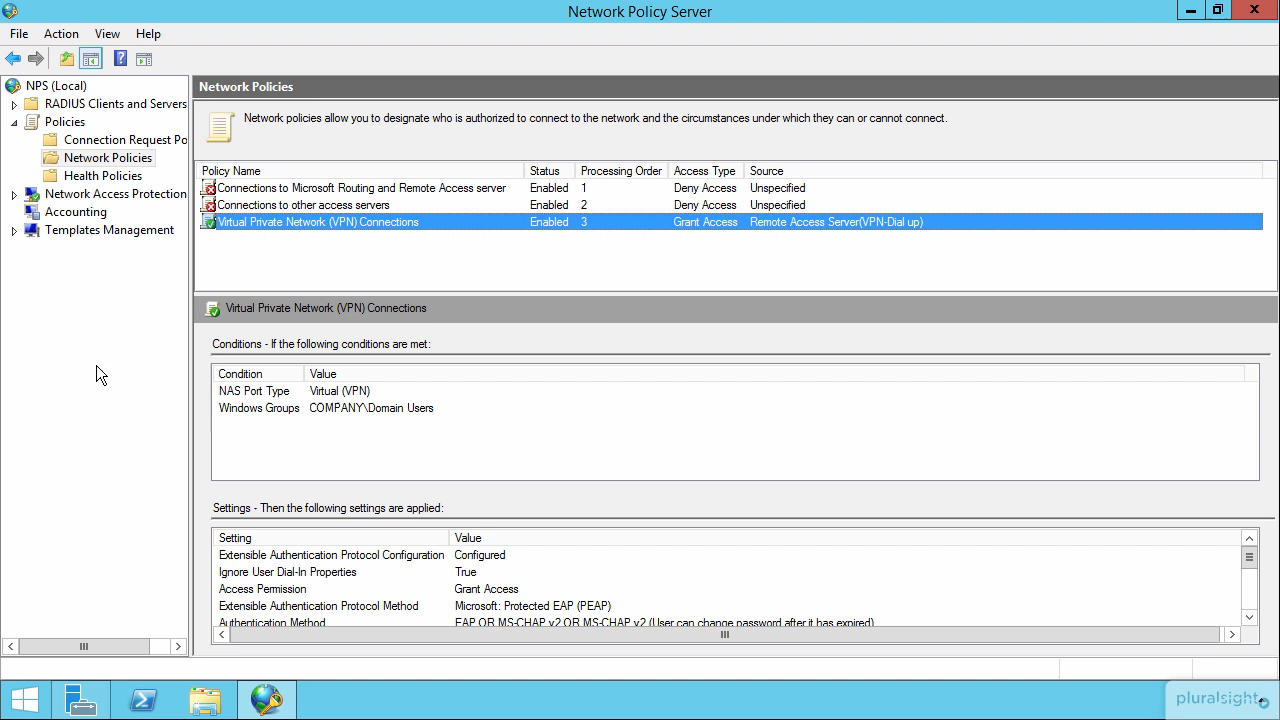 Network Policy Server
File Action View Help
NPS (Local)
RADIUS Clients and Servers
Policies
Connection Request Po
Network Policies
Health Policies
Network Access Protection
Accounting
Templates Management
Network Policies
Network policies allow you to designate who is authorized to connect to the network and the circumstances under which they can or cannot connect.
Policy Name Status Processing Order Access Type Source
Connections to Microsoft Routing and Remote Access server Enabled 1 Deny Access Unspecified
Connections to other access servers Enabled 2 Deny Access Unspecified
Virtual Private Network (VPN) Connections Enabled 3 Grant Access Remote Access Server(VPN-Dial up)
Virtual Private Network (VPN) Connections
Conditions - If the following conditions are met:
Condition Value
NAS Port Type Virtual (VPN)
Windows Groups COMPANY\Domain Users
Settings - Then the following settings are applied:
Setting Value
Extensible Authentication Protocol Configuration Configured
Ignore User Dial-In Properties True
Access Permission Grant Access
Extensible Authentication Protocol Method Microsoft: Protected EAP (PEAP)
Authentication Method EAP OR MS-CHAP v2 OR MS-CHAP v2 (User can change password after it has expired)
pluralsight